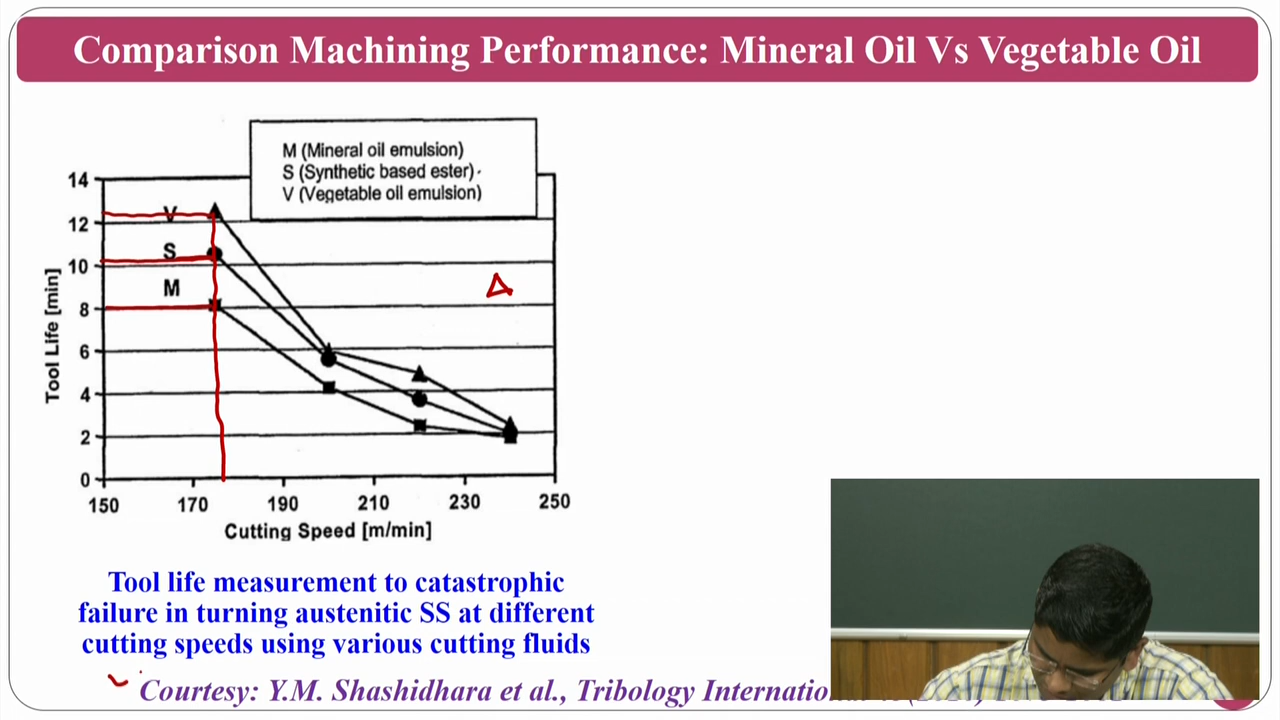 Comparison Machining Performance: Mineral Oil Vs Vegetable Oil
M (Mineral oil emulsion)
S (Synthetic based ester)
V (Vegetable oil emulsion)
14
12
10
8
6
4
2
0
V
S
M
Tool Life [min]
150 170 190 210 230 250
Cutting Speed [m/min]
Tool life measurement to catastrophic
failure in turning austenitic SS at different
cutting speeds using various cutting fluids
Courtesy: Y.M. Shashidhara et al., Tribology